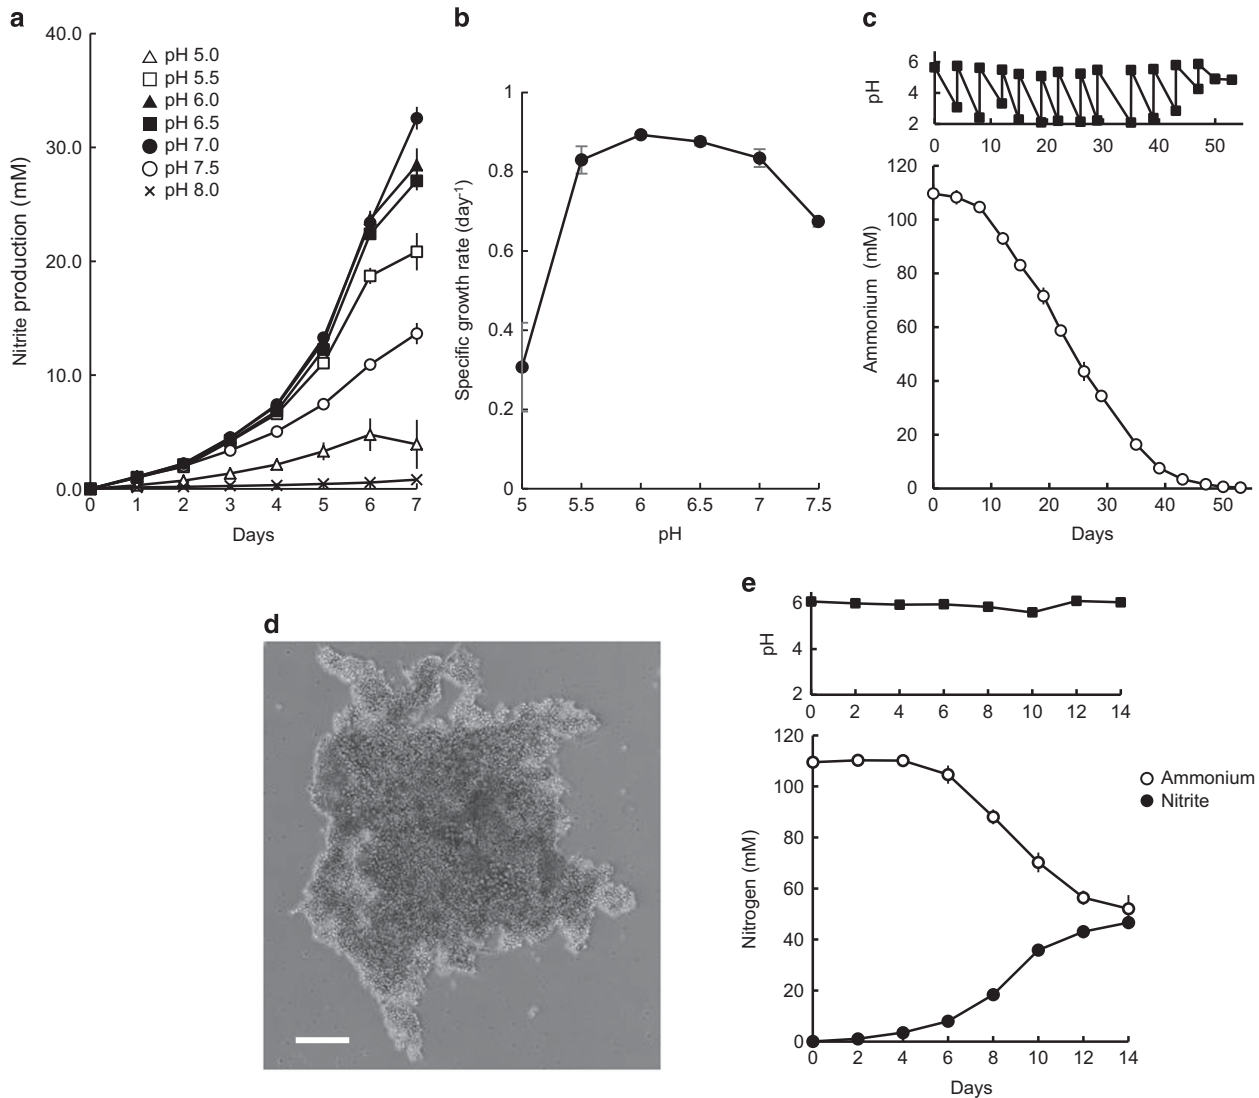 a
40.0
30.0
20.0
10.0
0.0
0 1 2 3 4 5 6 7
Nitrite production (mM)
Days
pH 5.0
pH 5.5
pH 6.0
pH 6.5
pH 7.0
pH 7.5
pH 8.0
b
1
0.8
0.6
0.4
0.2
0
5 5.5 6 6.5 7 7.5
Specific growth rate (day-1)
pH
c
6
4
2
pH
0 10 20 30 40 50
120
100
80
60
40
20
0
Ammonium (mM)
0 10 20 30 40 50
Days
d
e
6
4
2
pH
0 2 4 6 8 10 12 14
120
100
80
60
40
20
0
Nitrogen (mM)
0 2 4 6 8 10 12 14
Days
Ammonium
Nitrite